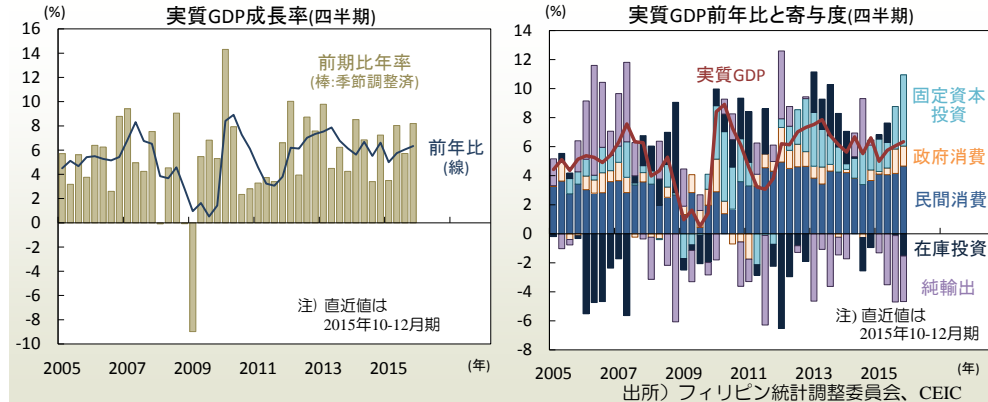 実質GDP成長率(四半期)
(%)
16
14
12
10
8
6
4
2
0
-2
-4
-6
-8
-10
前期比年率
(棒:季節調整済)
前年比
(線)
注) 直近値は
2015年10-12月期
2005
2007
2009
2011
2013
2015
(年)
実質GDP前年比と寄与度(四半期)
(%)
14
12
10
8
6
4
2
0
-2
-4
-6
-8
実質GDP
固定資本
投資
政府消費
民間消費
在庫投資
純輸出
注) 直近値は
2015年10-12月期
2005
2007
2009
2011
2013
2015
(年)
出所）フィリピン統計調整委員会、CEIC